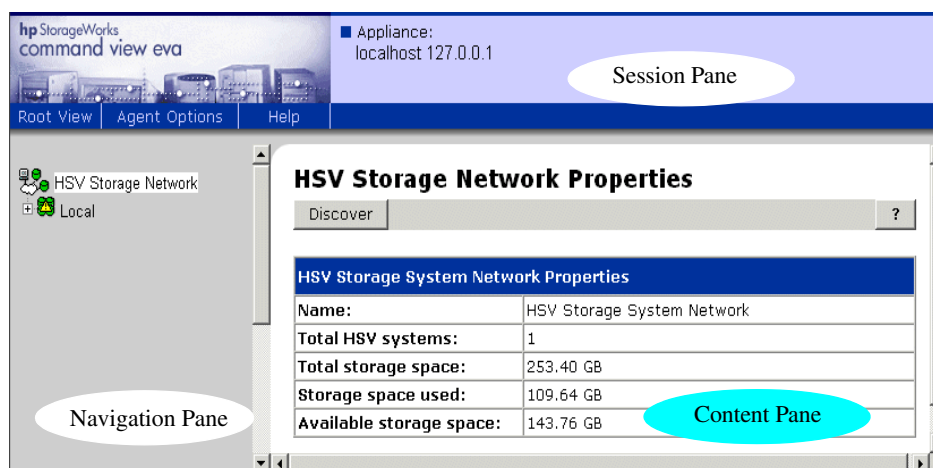 hp StorageWorks
command view eva
Appliance:
localhost 127.0.0.1
Session Pane
Root View Agent Options Help
HSV Storage Network
Local
Navigation Pane
HSV Storage Network Properties
Discover ?
HSV Storage System Network Properties
Name: HSV Storage System Network
Total HSV systems: 1
Total storage space: 253.40 GB
Storage space used: 109.64 GB
Available storage space: 143.76 GB
Content Pane